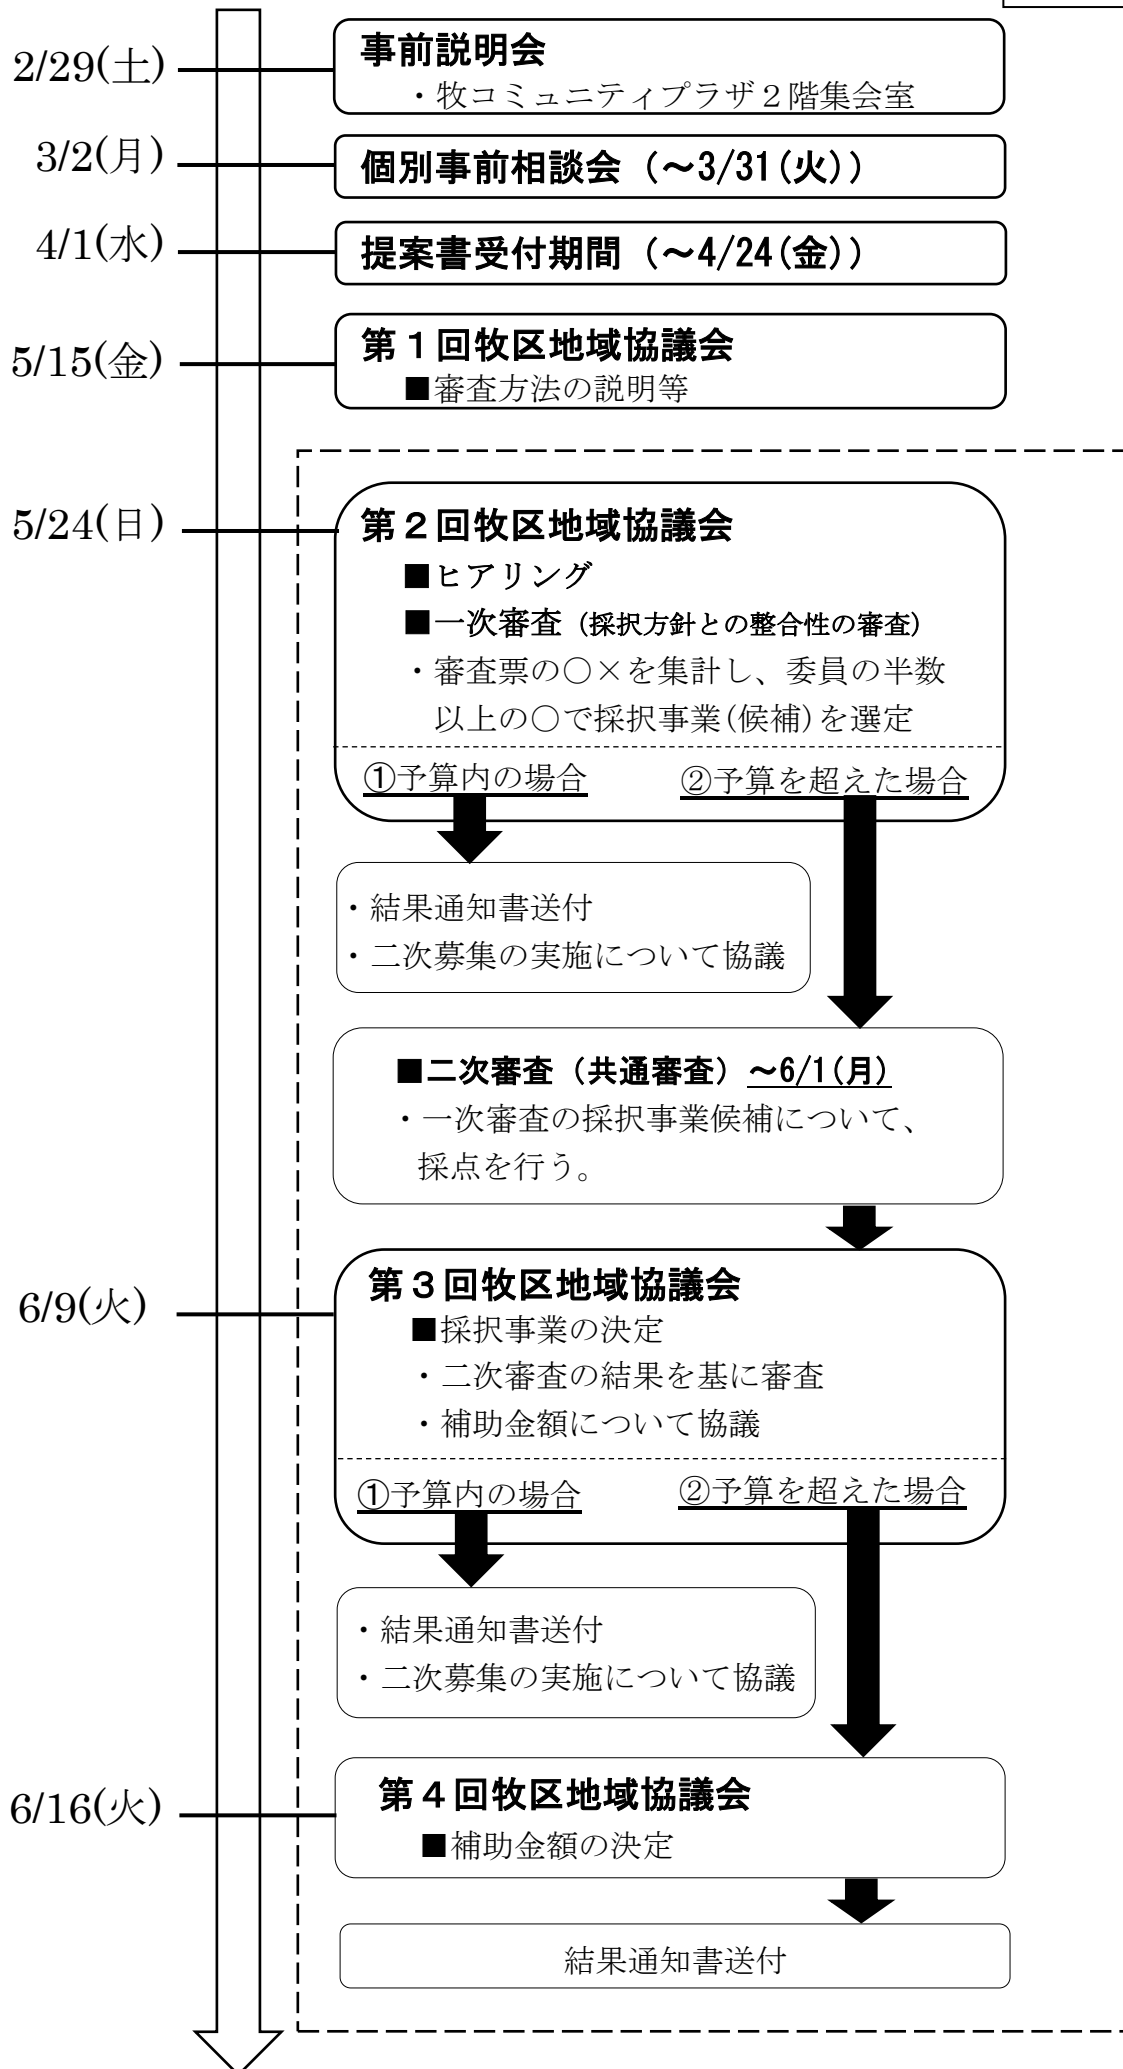 2/29(土)
事前説明会
・牧コミュニティプラザ２階集会室
3/2(月)
個別事前相談会（～3/31(火)）
4/1(水)
提案書受付期間（～4/24(金)）
5/15(金)
第１回牧区地域協議会
■審査方法の説明等
5/24(日)
第２回牧区地域協議会
■ヒアリング
■一次審査（採択方針との整合性の審査）
・審査票の○×を集計し、委員の半数
以上の○で採択事業(候補)を選定
①予算内の場合
②予算を超えた場合
・結果通知書送付
・二次募集の実施について協議
■二次審査（共通審査）～6/1(月)
・一次審査の採択事業候補について、
採点を行う。
6/9(火)
第３回牧区地域協議会
■採択事業の決定
・二次審査の結果を基に審査
・補助金額について協議
①予算内の場合
②予算を超えた場合
・結果通知書送付
・二次募集の実施について協議
6/16(火)
第４回牧区地域協議会
■補助金額の決定
結果通知書送付